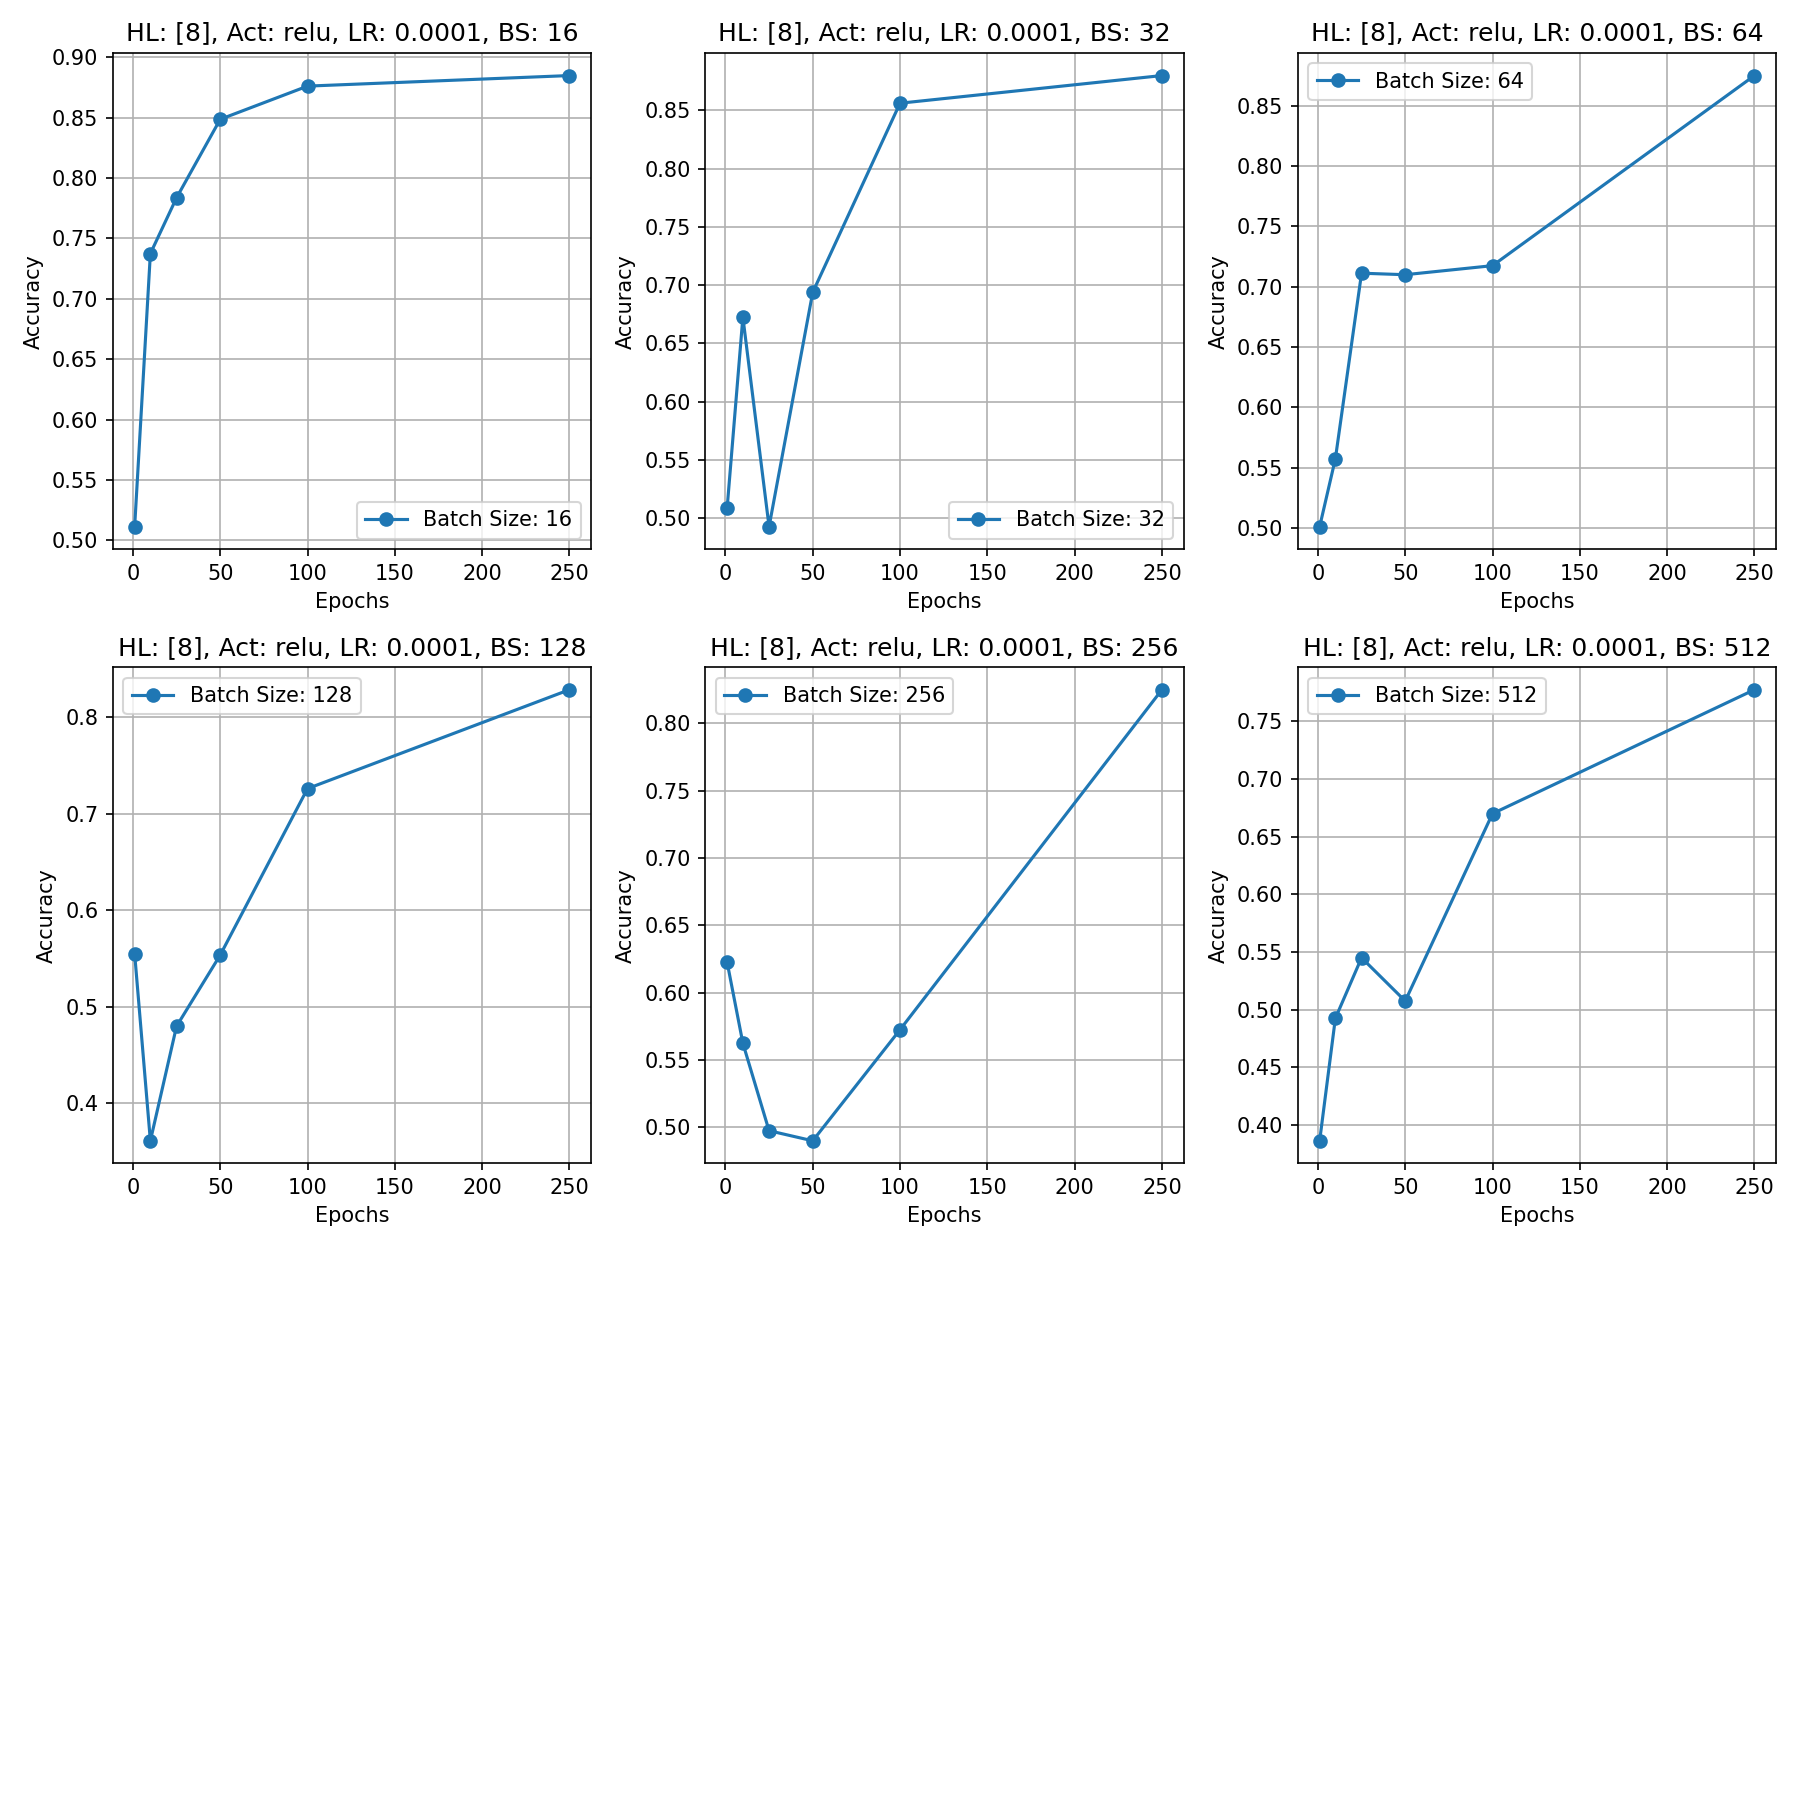 HL: [8], Act: relu, LR: 0.0001, BS: 16
0.90
0.85
0.80
0.75
0.70
0.65
0.60
0.55
0.50
Accuracy
Batch Size: 16
0 50 100 150 200 250
Epochs
HL: [8], Act: relu, LR: 0.0001, BS: 32
0.85
0.80
0.75
0.70
0.65
0.60
0.55
0.50
Accuracy
Batch Size: 32
0 50 100 150 200 250
Epochs
HL: [8], Act: relu, LR: 0.0001, BS: 64
Batch Size: 64
0.85
0.80
0.75
0.70
0.65
0.60
0.55
0.50
Accuracy
0 50 100 150 200 250
Epochs
HL: [8], Act: relu, LR: 0.0001, BS: 128
Batch Size: 128
0.8
0.7
0.6
0.5
0.4
Accuracy
0 50 100 150 200 250
Epochs
HL: [8], Act: relu, LR: 0.0001, BS: 256
Batch Size: 256
0.80
0.75
0.70
0.65
0.60
0.55
0.50
Accuracy
0 50 100 150 200 250
Epochs
HL: [8], Act: relu, LR: 0.0001, BS: 512
Batch Size: 512
0.75
0.70
0.65
0.60
0.55
0.50
0.45
0.40
Accuracy
0 50 100 150 200 250
Epochs